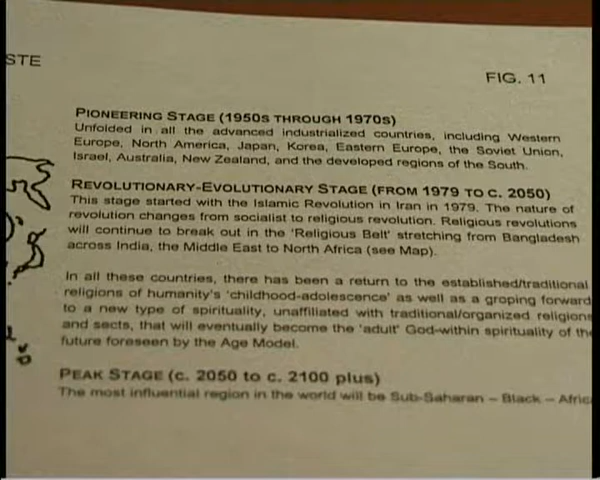 STE
FIG. 11
PIONEERING STAGE (1950S THROUGH 1970S)
Unfolded in all the advanced industrialized countries, including Western
Europe, North America, Japan, Korea, Eastern Europe, the Soviet Union,
Israel, Australia, New Zealand, and the developed regions of the South.
REVOLUTIONARY-EVOLUTIONARY STAGE (FROM 1979 TO C. 2050)
This stage started with the Islamic Revolution in Iran in 1979. The nature of
revolution changes from socialist to religious revolution. Religious revolutions
will continue to break out in the 'Religious Belt' stretching from Bangladesh
across India, the Middle East to North Africa (see Map).
In all these countries, there has been a return to the established/traditional
religions of humanity's 'childhood-adolescence' as well as a groping forward
to a new type of spirituality, unaffiliated with traditional/organized religions
and sects, that will eventually become the 'adult' God-within spirituality of the
future foreseen by the Age Model.
PEAK STAGE (C. 2050 to c. 2100 plus)
The most influential region in the world will be Sub-Saharan – Black – Afric